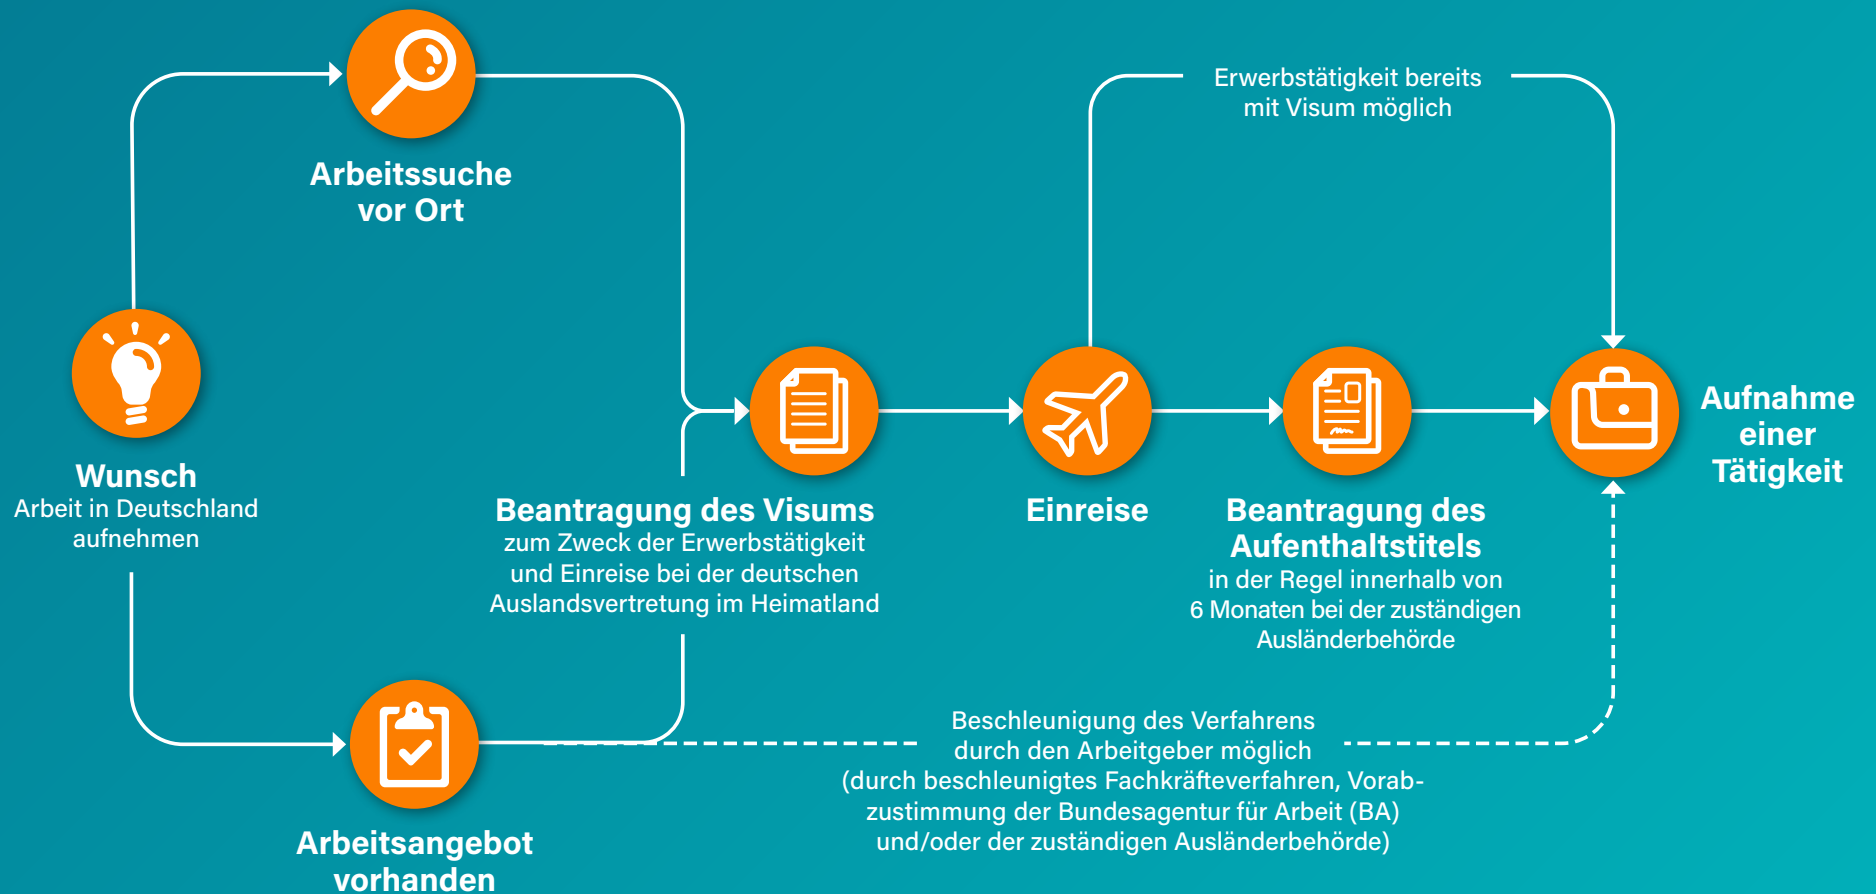 Arbeitssuche
vor Ort
Erwerbstätigkeit bereits
mit Visum möglich
Wunsch
Arbeit in Deutschland
aufnehmen
Beantragung des Visums
zum Zweck der Erwerbstätigkeit
und Einreise bei der deutschen
Auslandsvertretung im Heimatland
Einreise
Beantragung des
Aufenthaltstitels
in der Regel innerhalb von
6 Monaten bei der zuständigen
Ausländerbehörde
Aufnahme
einer
Tätigkeit
Arbeitsangebot
vorhanden
Beschleunigung des Verfahrens
durch den Arbeitgeber möglich
(durch beschleunigtes Fachkräfteverfahren, Vorab-
zustimmung der Bundesagentur für Arbeit (BA)
und/oder der zuständigen Ausländerbehörde)